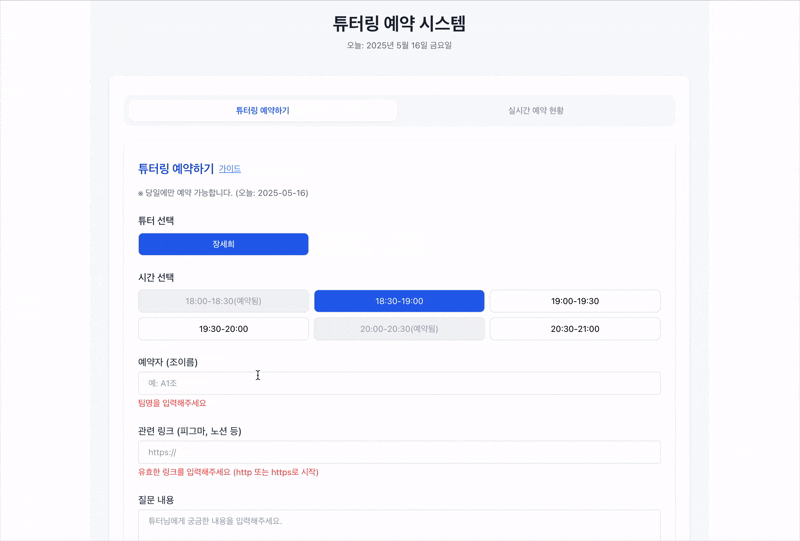 튜터링 예약 시스템
오늘: 2025년 5월 16일 금요일
튜터링 예약하기
실시간 예약 현황
튜터링 예약하기 가이드
※ 당일에만 예약 가능합니다. (오늘: 2025-05-16)
튜터 선택
장세희
시간 선택
18:00-18:30(예약됨)
18:30-19:00
19:00-19:30
19:30-20:00
20:00-20:30(예약됨)
20:30-21:00
예약자 (조이름)
예: A1조
팀명을 입력해주세요
관련 링크 (피그마, 노션 등)
https://
유효한 링크를 입력해주세요 (http 또는 https로 시작)
질문 내용
튜터님에게 궁금한 내용을 입력해주세요.